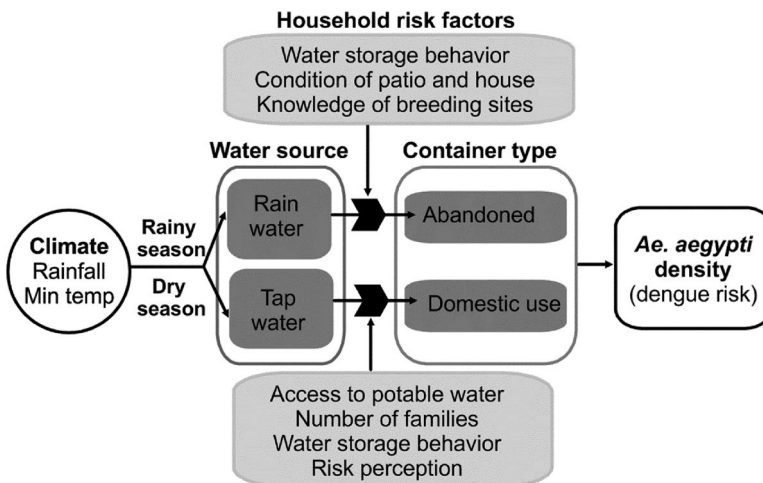 Household risk factors
Water storage behavior
Condition of patio and house
Knowledge of breeding sites
Water source
Container type
Climate
Rainfall
Min temp
Rainy
season
Dry
season
Rain
water
Tap
water
Abandoned
Domestic use
Ae. aegypti
density
(dengue risk)
Access to potable water
Number of families
Water storage behavior
Risk perception